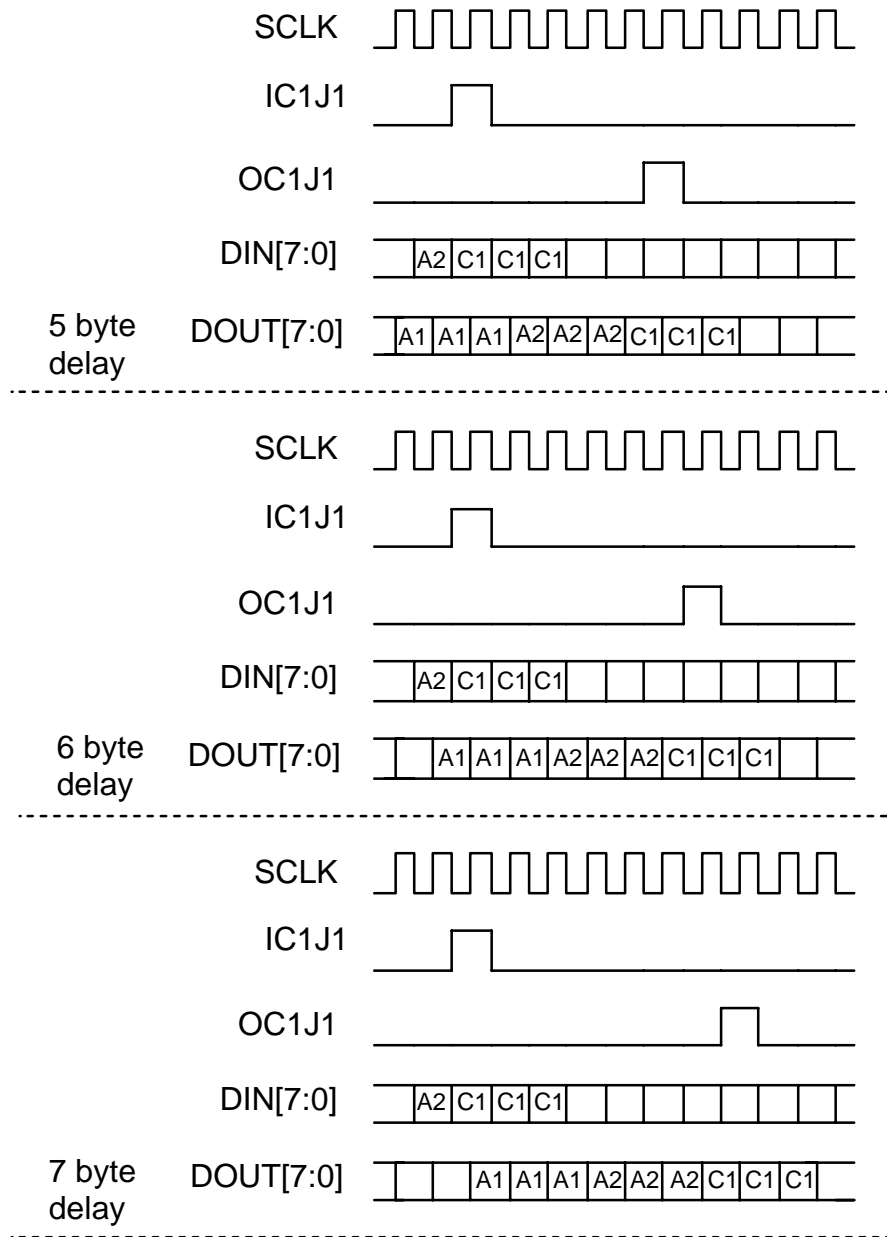 SCLK
IC1J1
OC1J1
DIN[7:0] A2 C1 C1 C1
5 byte delay DOUT[7:0] A1 A1 A1 A2 A2 A2 C1 C1 C1
SCLK
IC1J1
OC1J1
DIN[7:0] A2 C1 C1 C1
6 byte delay DOUT[7:0] A1 A1 A1 A2 A2 A2 C1 C1 C1
SCLK
IC1J1
OC1J1
DIN[7:0] A2 C1 C1 C1
7 byte delay DOUT[7:0] A1 A1 A1 A2 A2 A2 C1 C1 C1